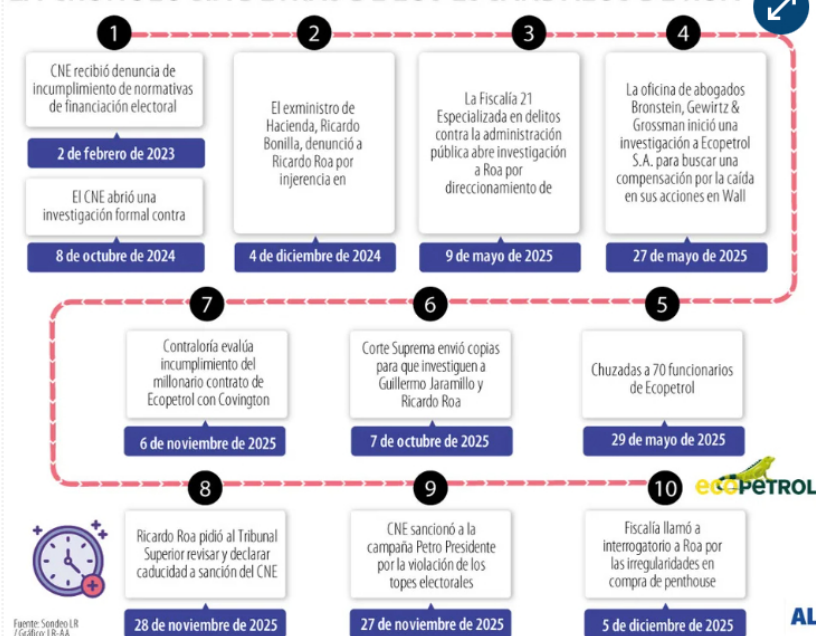 1
CNE recibió denuncia de
incumplimiento de normativas
de financiación electoral
2 de febrero de 2023
El CNE abrió una
investigación formal contra
8 de octubre de 2024
2
El exministro de
Hacienda, Ricardo
Bonilla, denunció a
Ricardo Roa por
injerencia en
4 de diciembre de 2024
3
La Fiscalía 21
Especializada en delitos
contra la administración
pública abre investigación
a Roa por
direccionamiento de
9 de mayo de 2025
4
La oficina de abogados
Bronstein, Gewirtz &
Grossman inició una
investigación a Ecopetrol
S.A. para buscar una
compensación por la caída
en sus acciones en Wall
27 de mayo de 2025
5
Chuzadas a 70 funcionarios
de Ecopetrol
29 de mayo de 2025
6
Corte Suprema envió copias
para que investiguen a
Guillermo Jaramillo y
Ricardo Roa
7 de octubre de 2025
7
Contraloría evalúa
incumplimiento del
millonario contrato de
Ecopetrol con Covington
6 de noviembre de 2025
8
Ricardo Roa pidió al Tribunal
Superior revisar y declarar
caducidad a sanción del CNE
28 de noviembre de 2025
9
CNE sancionó a la
campaña Petro Presidente
por la violación de los
topes electorales
27 de noviembre de 2025
10
Fiscalía llamó a
interrogatorio a Roa por
las irregularidades en
compra de penthouse
5 de diciembre de 2025
ecoPETROL
Fuente: Sondeo LR
/ Gráfico: LR-AA
AL